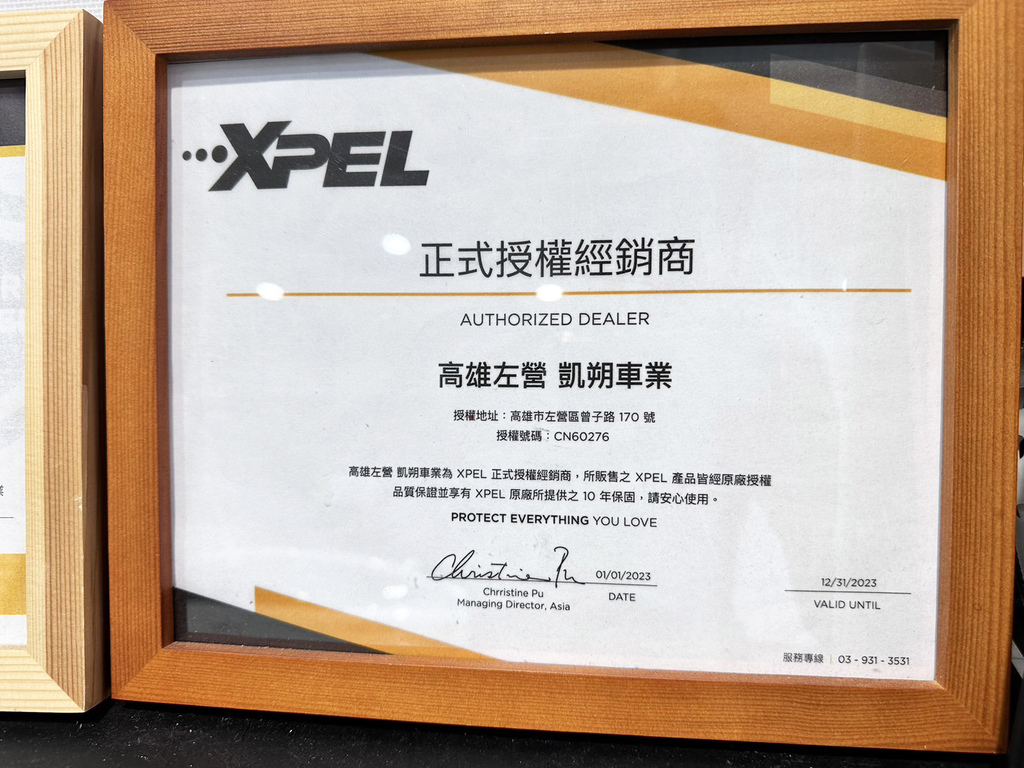 XPEL
正式授權經銷商
AUTHORIZED DEALER
高雄左營 凱朔車業
授權地址：高雄市左營區曾子路 170 號
授權號碼：CN60276
高雄左營 凱朔車業為 XPEL 正式授權經銷商，所販售之 XPEL 產品皆經原廠授權
品質保證並享有 XPEL 原廠所提供之 10 年保固，請安心使用。
PROTECT EVERYTHING YOU LOVE
Christine Pu
01/01/2023
Chrristine Pu
DATE
Managing Director, Asia
12/31/2023
VALID UNTIL
服務專線 | 03 - 931 - 3531
業